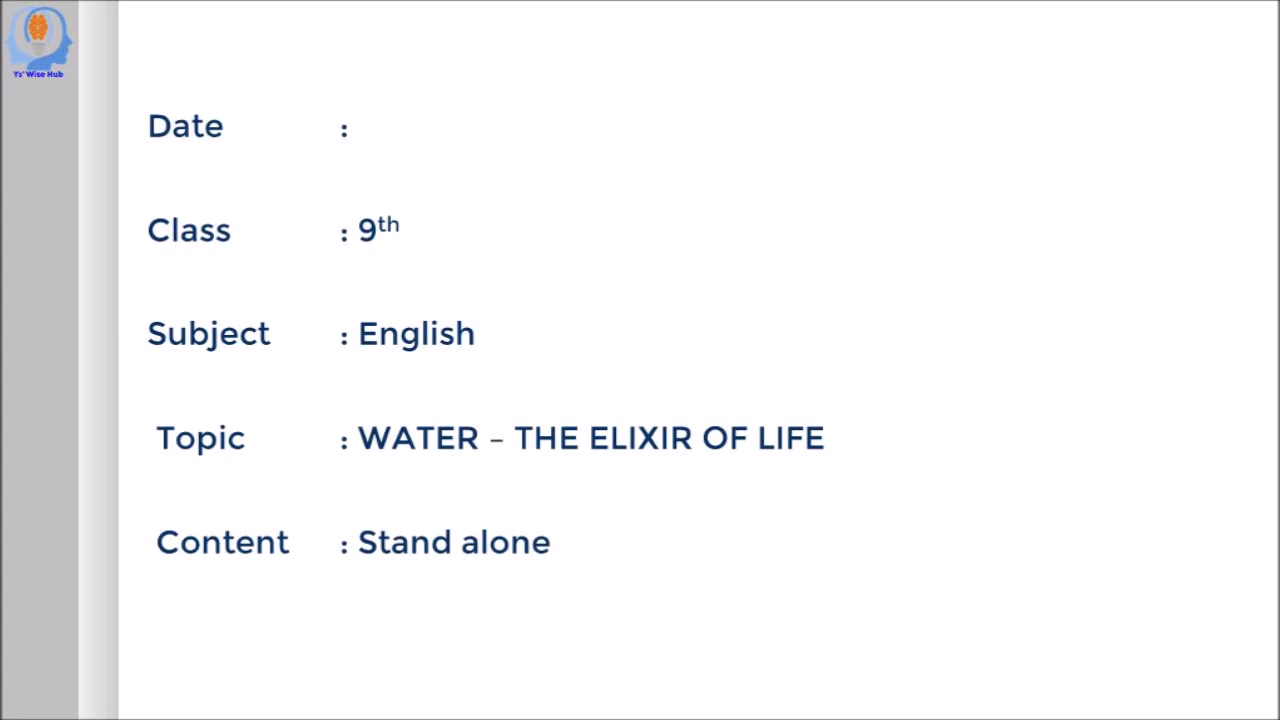 Ys' Wise Hub
Date :
Class : 9th
Subject : English
Topic : WATER – THE ELIXIR OF LIFE
Content : Stand alone